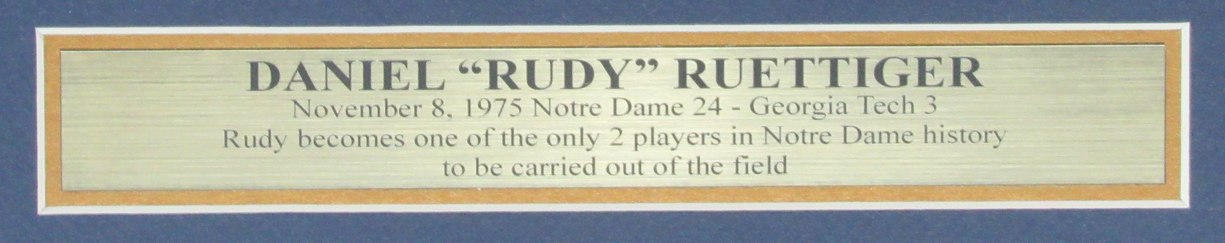 DANIEL “RUDY” RUETTIGER
November 8, 1975 Notre Dame 24 - Georgia Tech 3
Rudy becomes one of the only 2 players in Notre Dame history
to be carried out of the field